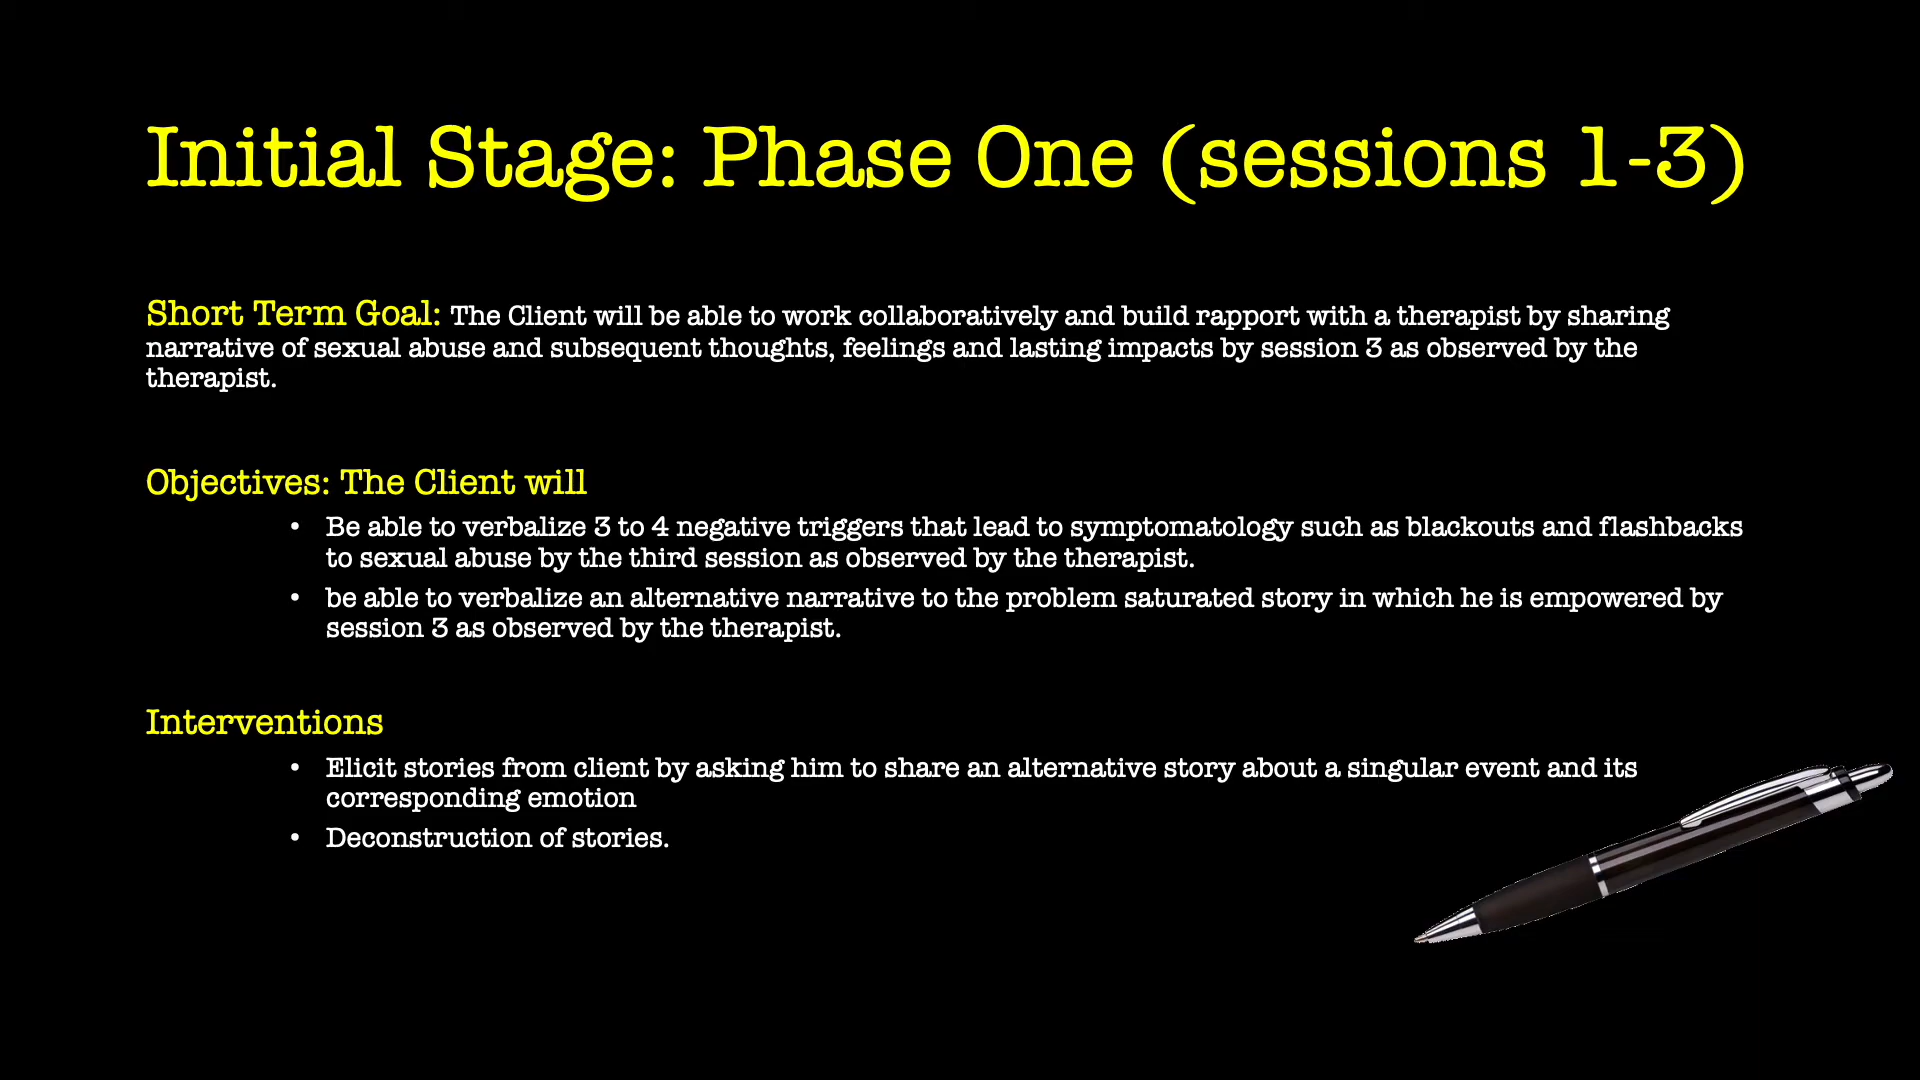 Initial Stage: Phase One (sessions 1-3)
Short Term Goal: The Client will be able to work collaboratively and build rapport with a therapist by sharing
narrative of sexual abuse and subsequent thoughts, feelings and lasting impacts by session 3 as observed by the
therapist.
Objectives: The Client will
• Be able to verbalize 3 to 4 negative triggers that lead to symptomatology such as blackouts and flashbacks
to sexual abuse by the third session as observed by the therapist.
• be able to verbalize an alternative narrative to the problem saturated story in which he is empowered by
session 3 as observed by the therapist.
Interventions
• Elicit stories from client by asking him to share an alternative story about a singular event and its
corresponding emotion
• Deconstruction of stories.